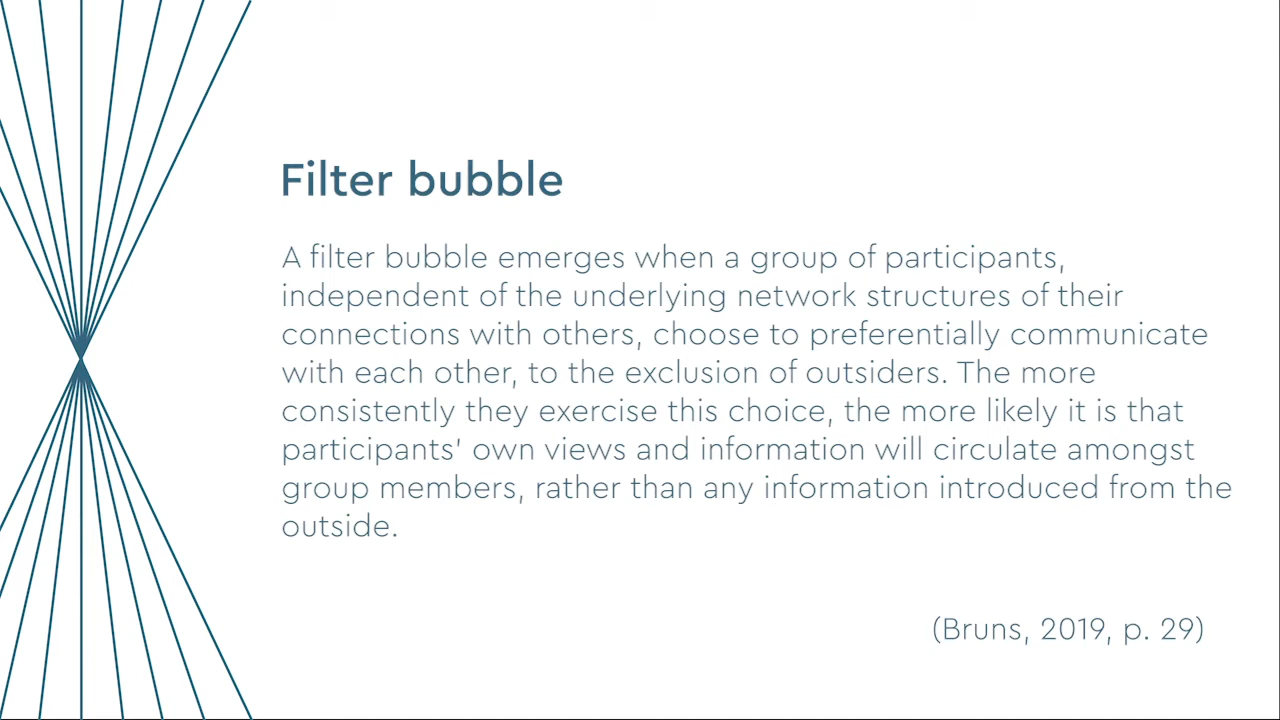 Filter bubble
A filter bubble emerges when a group of participants,
independent of the underlying network structures of their
connections with others, choose to preferentially communicate
with each other, to the exclusion of outsiders. The more
consistently they exercise this choice, the more likely it is that
participants’ own views and information will circulate amongst
group members, rather than any information introduced from the
outside.
(Bruns, 2019, p. 29)